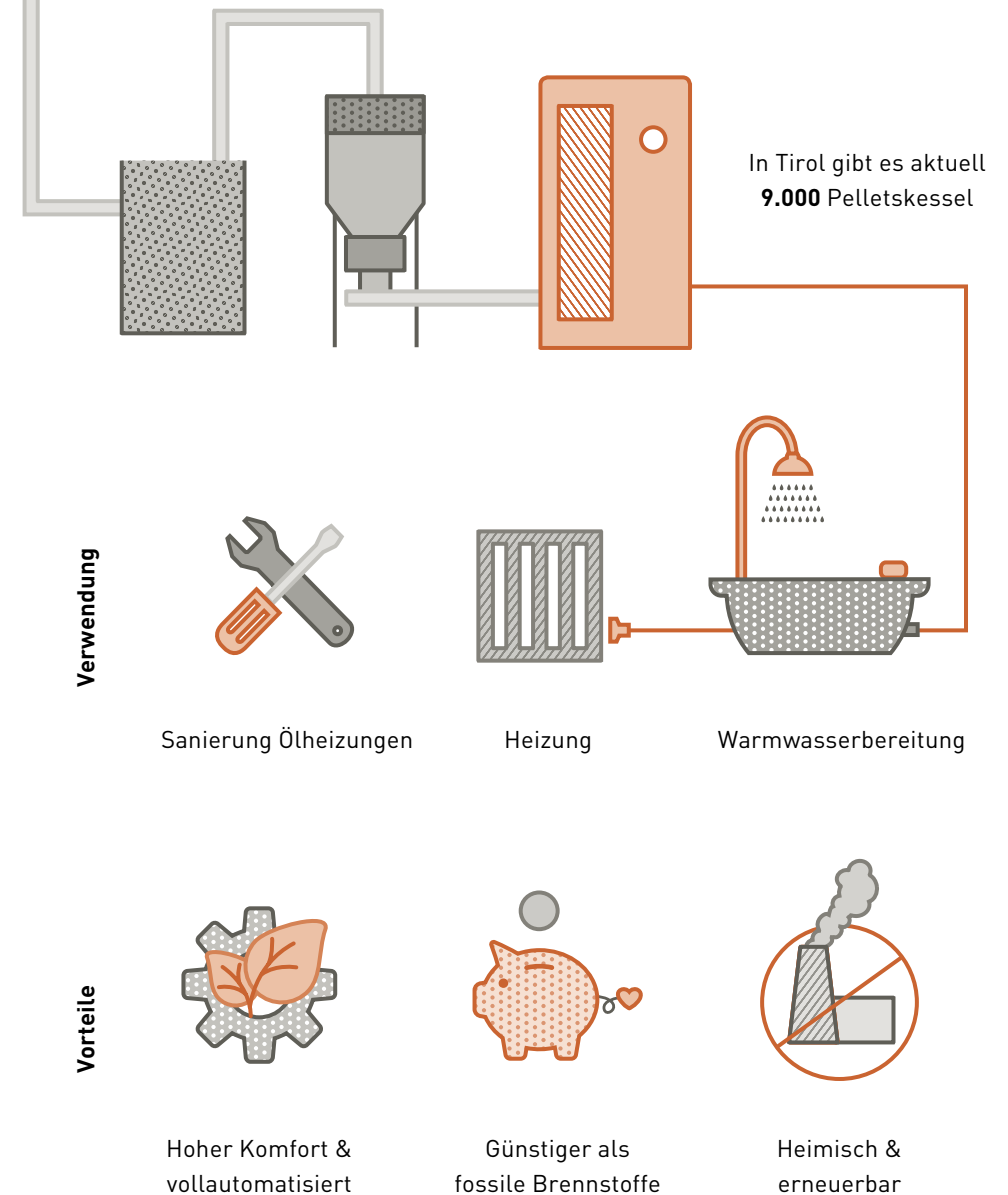 In Tirol gibt es aktuell
9.000 Pelletskessel
Verwendung
Sanierung Ölheizungen
Heizung
Warmwasserbereitung
Vorteile
Hoher Komfort &
vollautomatisiert
Günstiger als
fossile Brennstoffe
Heimisch &
erneuerbar